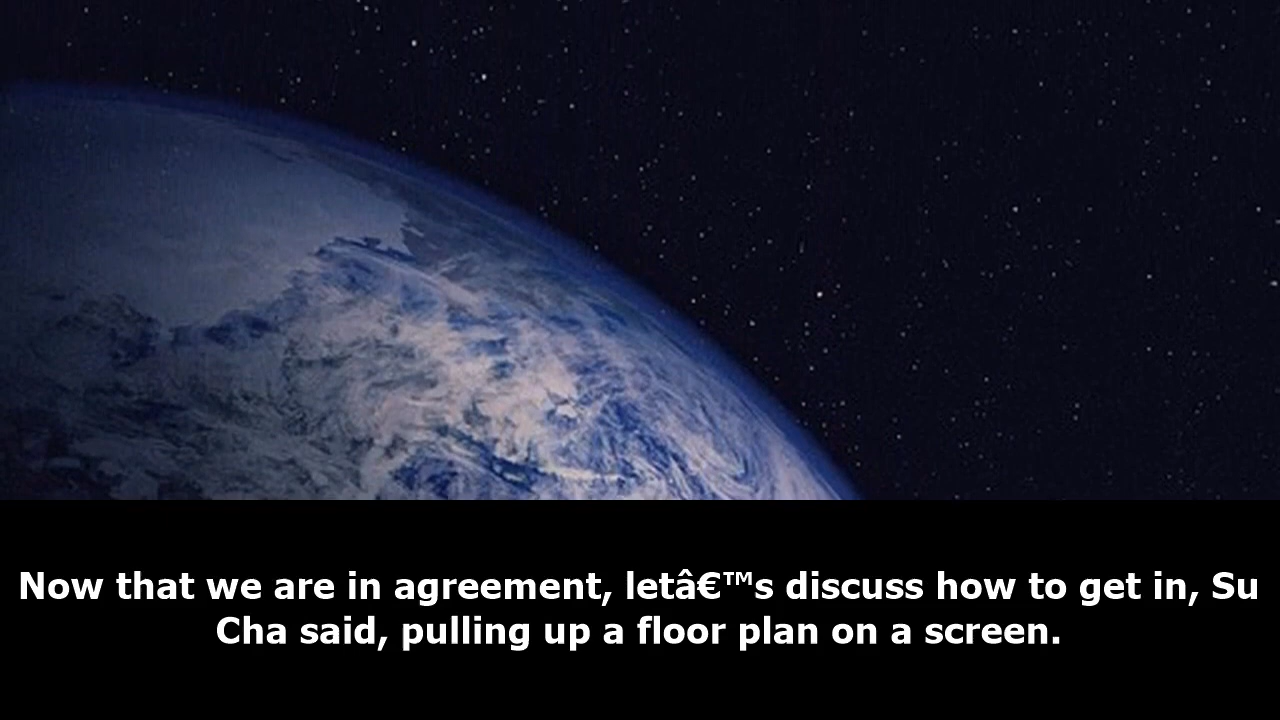 Now that we are in agreement, letâ€™s discuss how to get in, Su
Cha said, pulling up a floor plan on a screen.